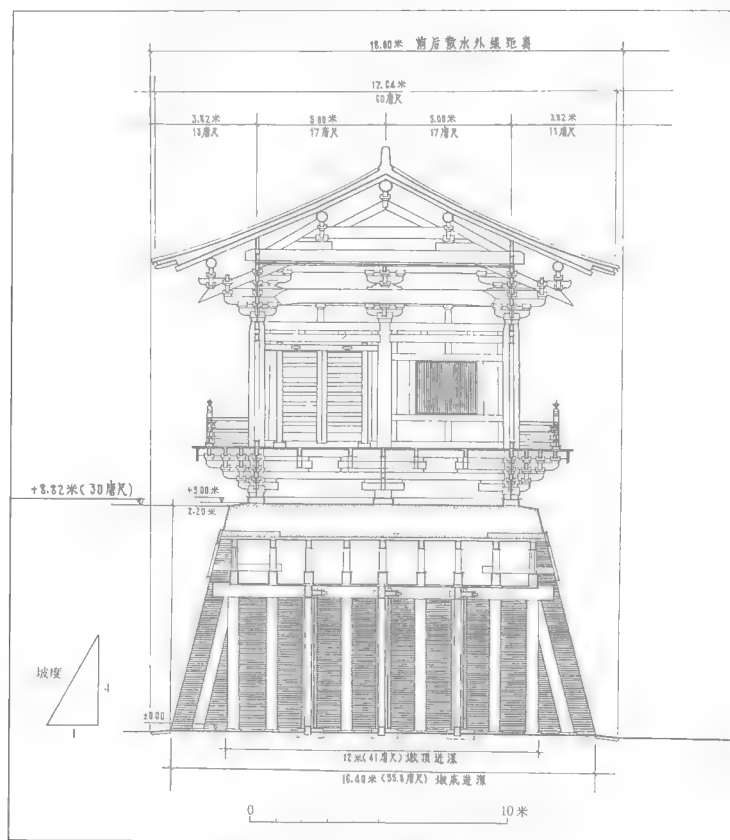 18.00米 前后散水外缘距离
17.64米
60唐尺
3.82米 5.00米 5.00米 3.82米
13唐尺 17唐尺 17唐尺 13唐尺
+8.82米(30唐尺)
+9.00米
2.20米
坡度
4
1
±0.00
12米(41唐尺) 墩顶进深
16.40米(55.8唐尺) 墩底进深
0 10米